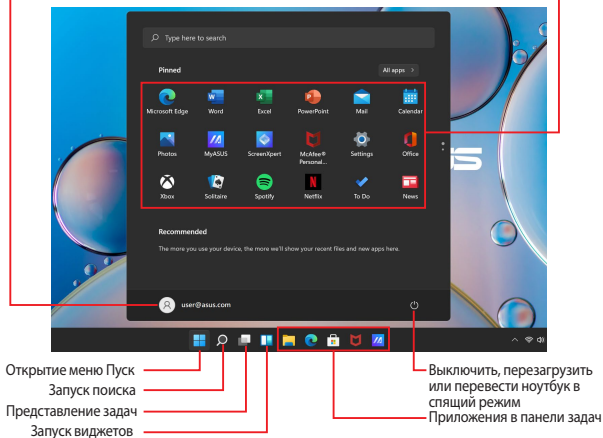 Type here to search
Pinned
All apps >
Microsoft Edge
Word
Excel
PowerPoint
Mail
Calendar
Photos
MyASUS
ScreenXpert
McAfee®
Personal...
Settings
Office
Xbox
Solitaire
Spotify
Netflix
To Do
News
Recommended
The more you use your device, the more we'll show your recent files and new apps here.
user@asus.com
Открытие меню Пуск
Запуск поиска
Представление задач
Запуск виджетов
Выключить, перезагрузить
или перевести ноутбук в
спящий режим
Приложения в панели задач